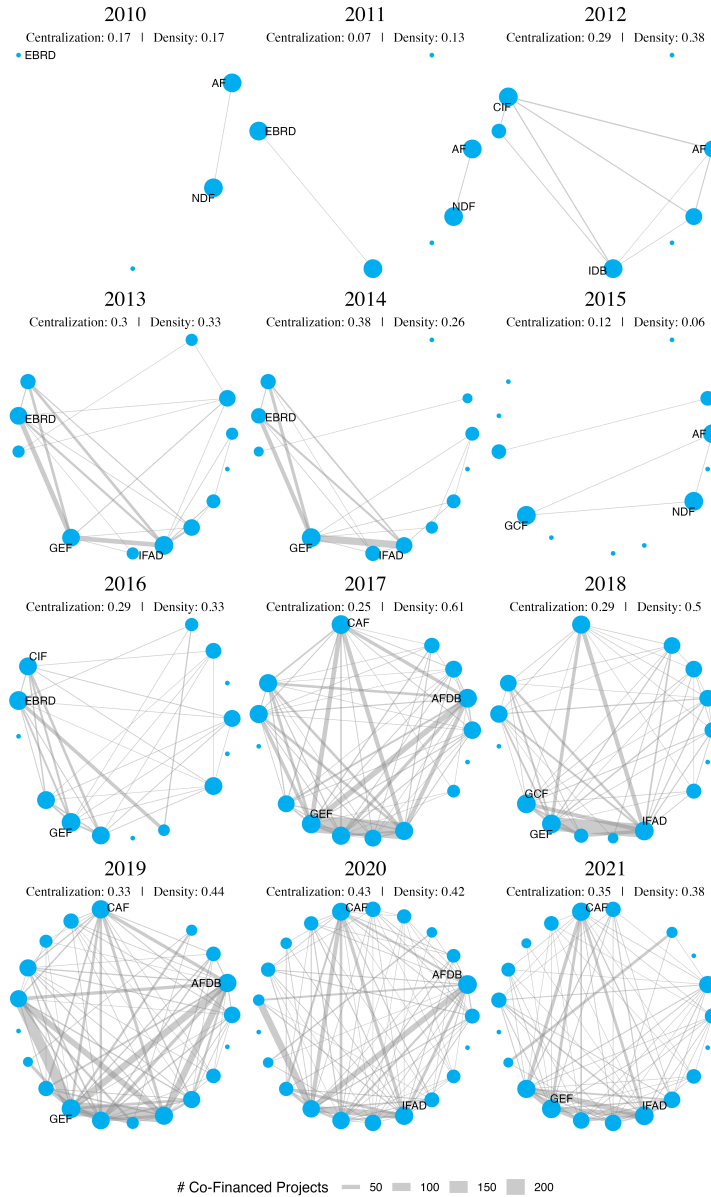 2010 2011 2012
Centralization: 0.17 | Density: 0.17 Centralization: 0.07 | Density: 0.13 Centralization: 0.29 | Density: 0.38
EBRD
AF
CIF
EBRD
AF AF
NDF NDF
IDB
2013 2014 2015
Centralization: 0.3 | Density: 0.33 Centralization: 0.38 | Density: 0.26 Centralization: 0.12 | Density: 0.06
EBRD EBRD
AF
NDF
GCF
GEF IFAD GEF IFAD
2016 2017 2018
Centralization: 0.29 | Density: 0.33 Centralization: 0.25 | Density: 0.61 Centralization: 0.29 | Density: 0.5
CAF
CIF
EBRD AFDB
GCF
GEF GEF GEF IFAD
2019 2020 2021
Centralization: 0.33 | Density: 0.44 Centralization: 0.43 | Density: 0.42 Centralization: 0.35 | Density: 0.38
CAF CAF CAF
AFDB AFDB
GEF IFAD GEF IFAD
# Co-Financed Projects 50 100 150 200